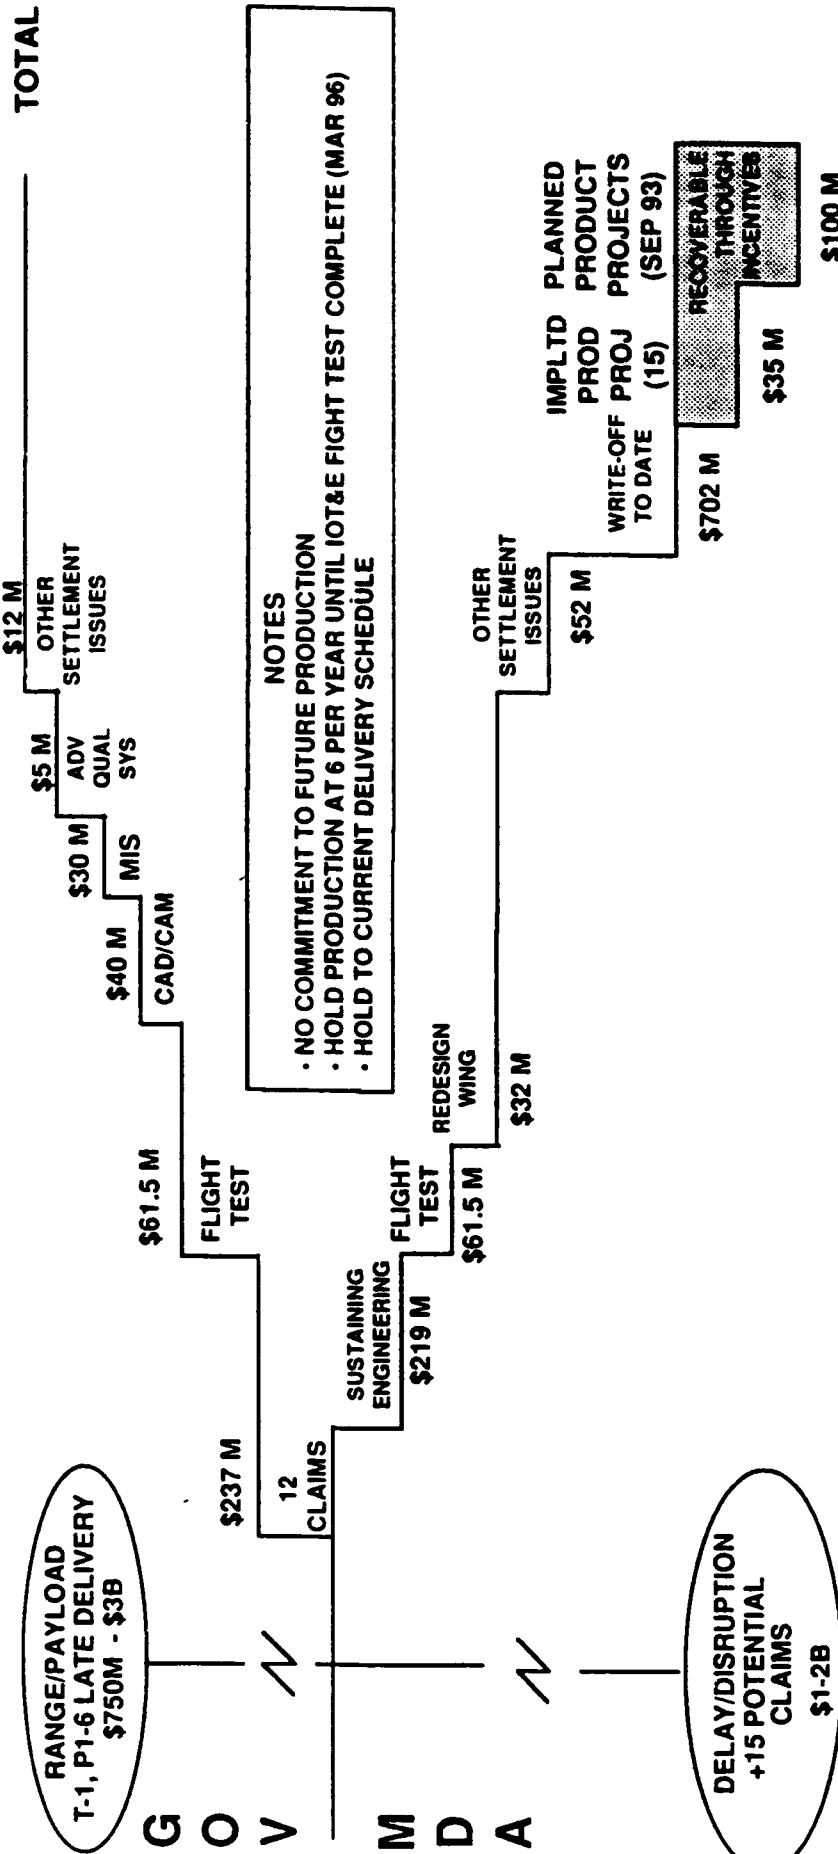 TOTAL
RANGE/PAYLOAD
T-1, P1-6 LATE DELIVERY
$750M - $3B
GOV
$237 M
12
CLAIMS
$61.5 M
FLIGHT
TEST
$40 M
CAD/CAM
$30 M
MIS
$5 M
ADV
QUAL
SYS
$12 M
OTHER
SETTLEMENT
ISSUES
NOTES
· NO COMMITMENT TO FUTURE PRODUCTION
· HOLD PRODUCTION AT 6 PER YEAR UNTIL IOT&E FIGHT TEST COMPLETE (MAR 96)
· HOLD TO CURRENT DELIVERY SCHEDULE
MDA
DELAY/DISRUPTION
+15 POTENTIAL
CLAIMS
$1-2B
SUSTAINING
ENGINEERING
$219 M
FLIGHT
TEST
$61.5 M
REDESIGN
WING
$32 M
OTHER
SETTLEMENT
ISSUES
$52 M
WRITE-OFF
TO DATE
$702 M
IMPLTD
PROD
PROJ
(15)
$35 M
PLANNED
PRODUCT
PROJECTS
(SEP 93)
RECOVERABLE
THROUGH
INCENTIVES
$100 M